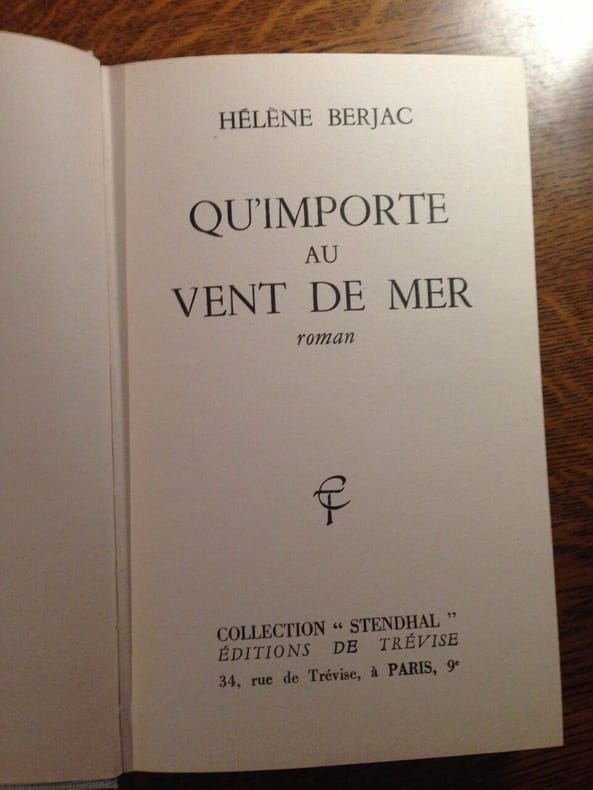 HÉLÈNE BERJAC
QU'IMPORTE
AU
VENT DE MER
roman
COLLECTION “ STENDHAL ”
ÉDITIONS DE TRÉVISE
34, rue de Trévise, à PARIS, 9e